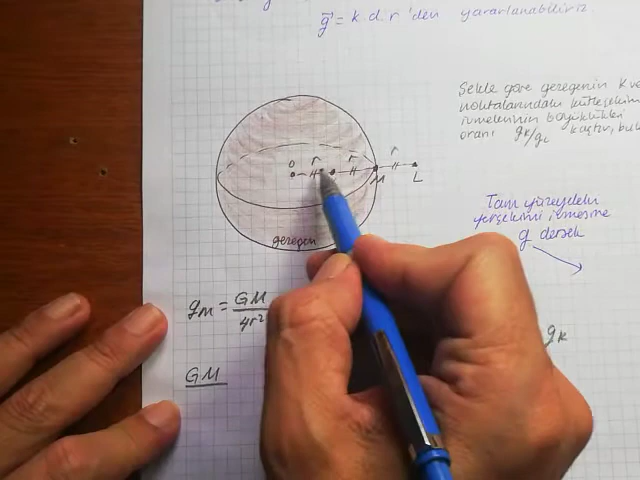 g⃗ = k.d.r 'den yararlanabiliriz.
Şekle göre gezegenin K ve
noktalarındaki kütleçekim
ivmelerinin büyüklükleri
oranı gK/gL kaçtır, bulu
O r r r
M L
gezegen
Tam yüzeydeki
yerçekimi ivmesine
g dersek
gM = GM
4r²
gK
GM